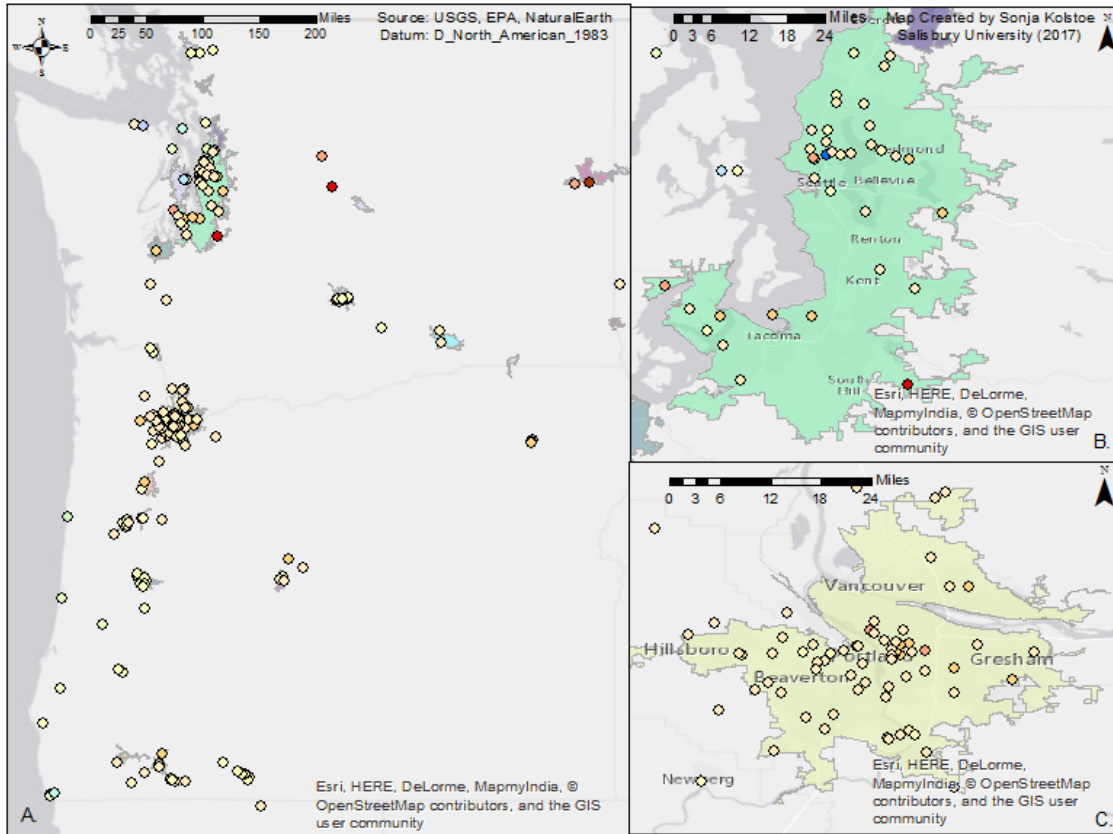 Miles
0 25 50 100 150 200
Source: USGS, EPA, NaturalEarth
Datum: D_North_American_1983
N
W E
S
Esri, HERE, DeLorme, MapmyIndia, ©
OpenStreetMap contributors, and the GIS
user community
A.
Miles
0 3 6 12 18 24
Map Created by Sonja Kolstoe
Salisbury University (2017)
N
Redmond
Seattle
Bellevue
Renton
Kent
Tacoma
South
Hill
Esri, HERE, DeLorme,
MapmyIndia, © OpenStreetMap
contributors, and the GIS user
community
B.
Miles
0 3 6 12 18 24
N
Vancouver
Hillsboro
Portland
Gresham
Beaverton
Newberg
Esri, HERE, DeLorme,
MapmyIndia, © OpenStreetMap
contributors, and the GIS user
community
C.